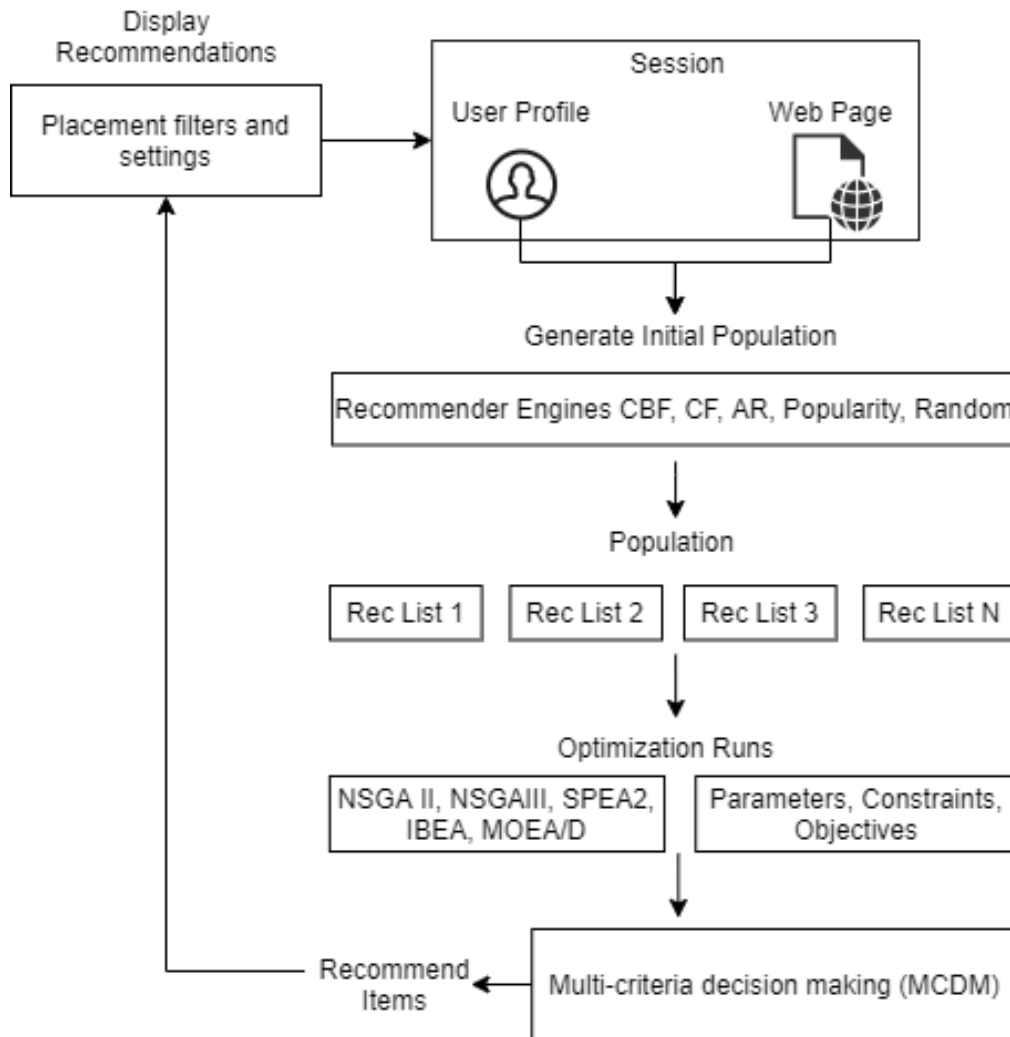 Display
Recommendations
Placement filters and
settings
Session
User Profile
Web Page
Generate Initial Population
Recommender Engines CBF, CF, AR, Popularity, Random
Population
Rec List 1
Rec List 2
Rec List 3
Rec List N
Optimization Runs
NSGA II, NSGAIII, SPEA2,
IBEA, MOEA/D
Parameters, Constraints,
Objectives
Multi-criteria decision making (MCDM)
Recommend
Items